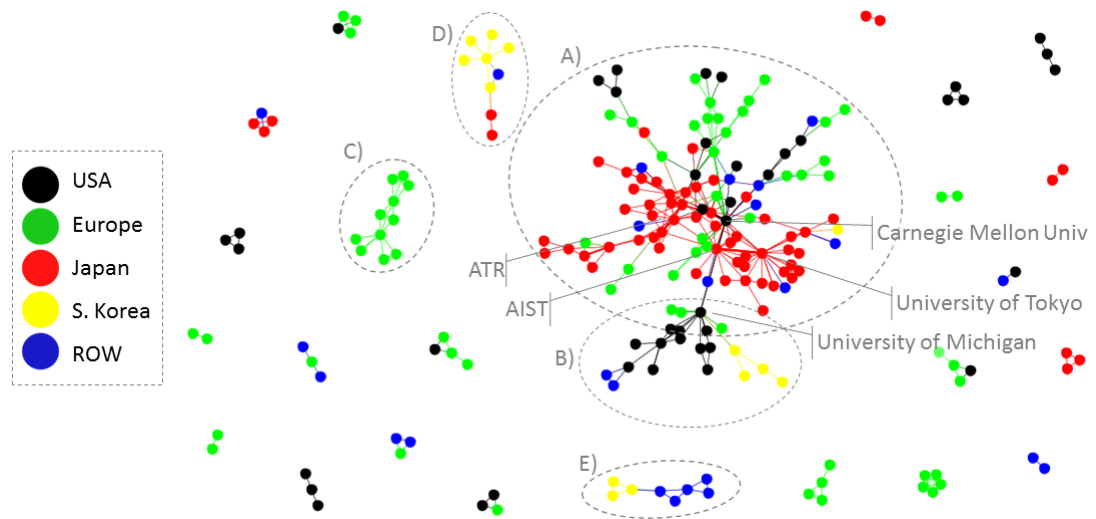 D)
A)
C)
USA
Europe
Japan
S. Korea
ROW
Carnegie Mellon Univ
ATR
AIST
University of Tokyo
University of Michigan
B)
E)